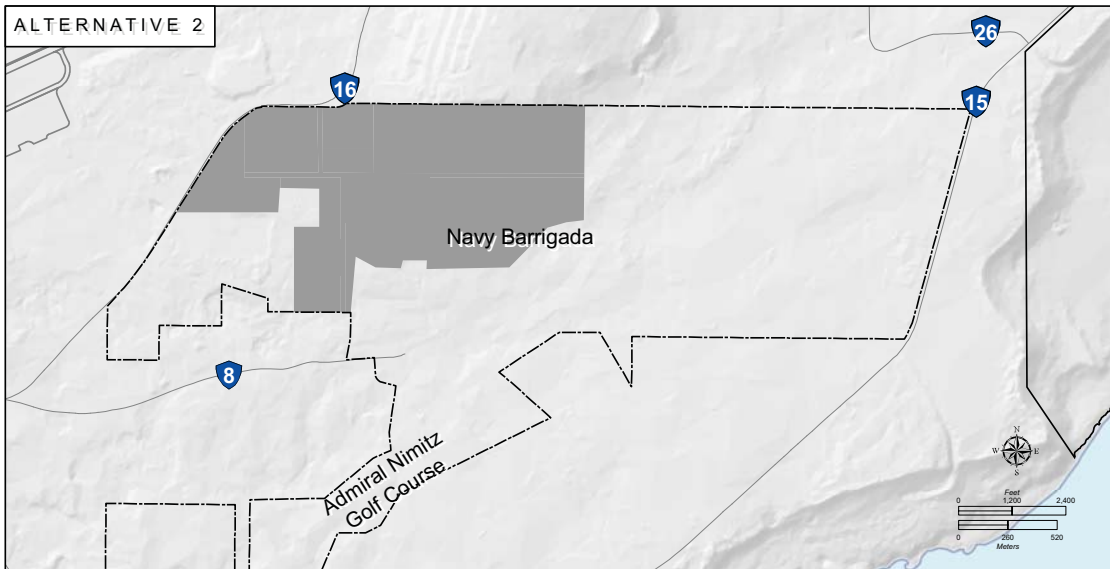 ALTERNATIVE 2
26
16
15
Navy Barrigada
8
Admiral Nimitz
Golf Course
N
W E
S
Feet
0 1,200 2,400
0 260 520
Meters